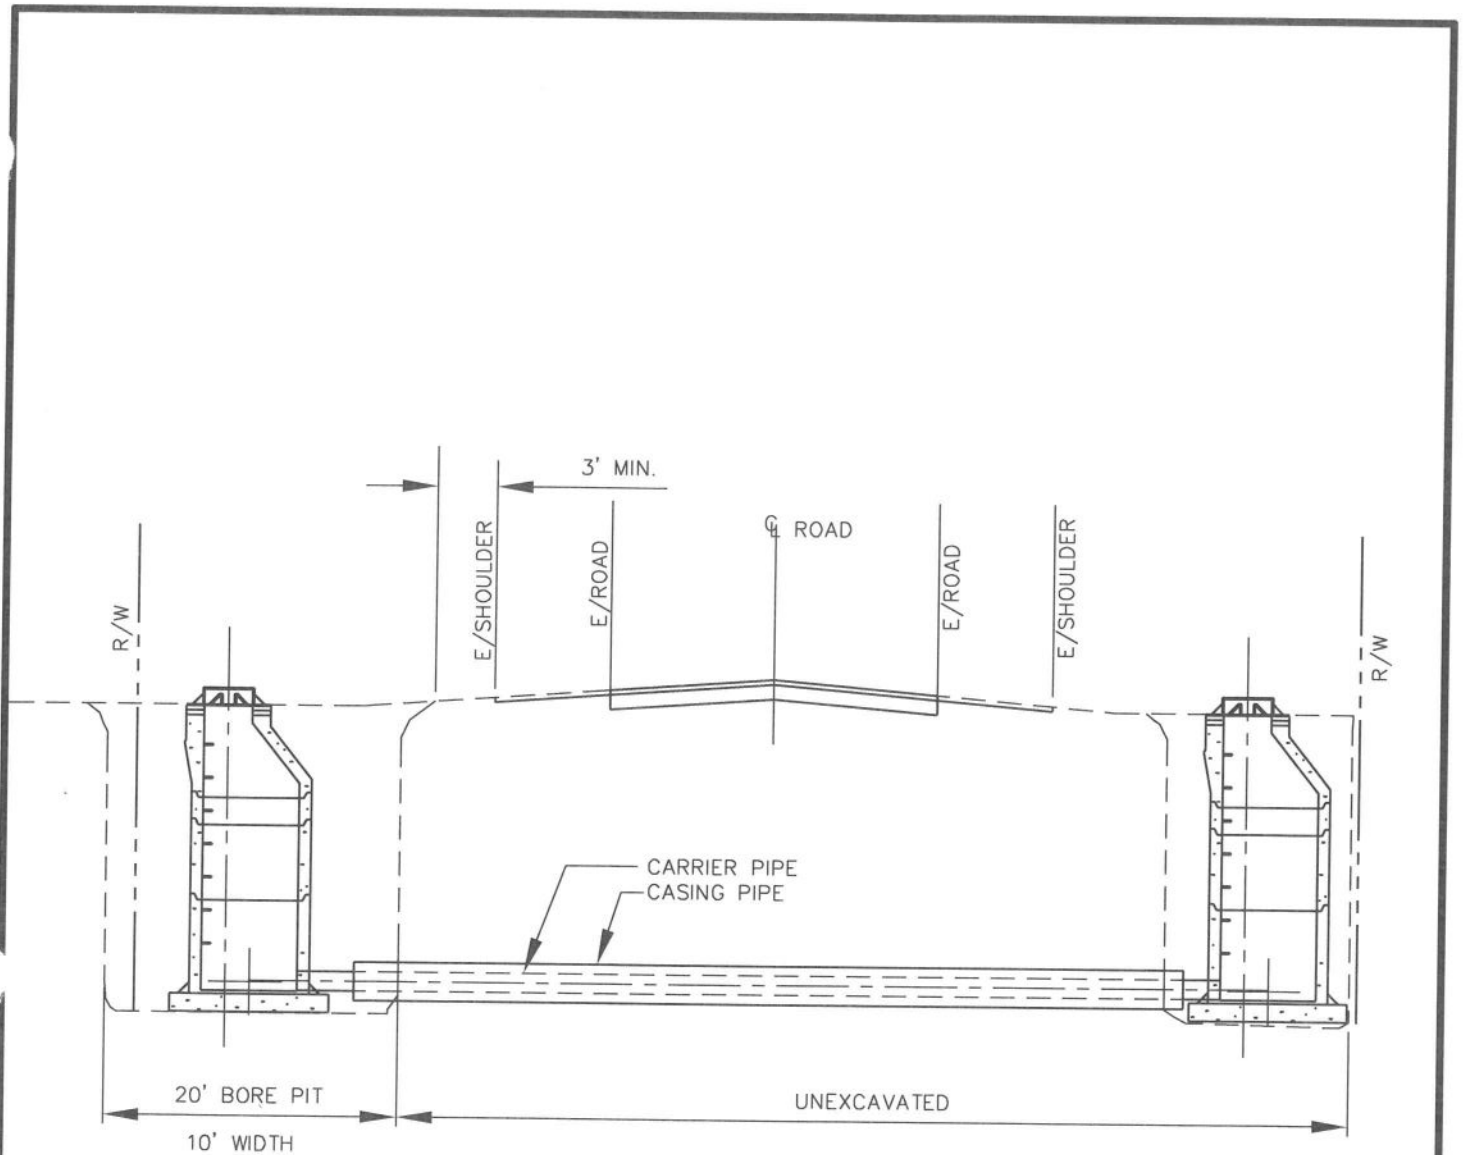 3' MIN.
℄ ROAD
E/SHOULDER
E/ROAD
E/ROAD
E/SHOULDER
R/W
R/W
CARRIER PIPE
CASING PIPE
20' BORE PIT
UNEXCAVATED
10' WIDTH